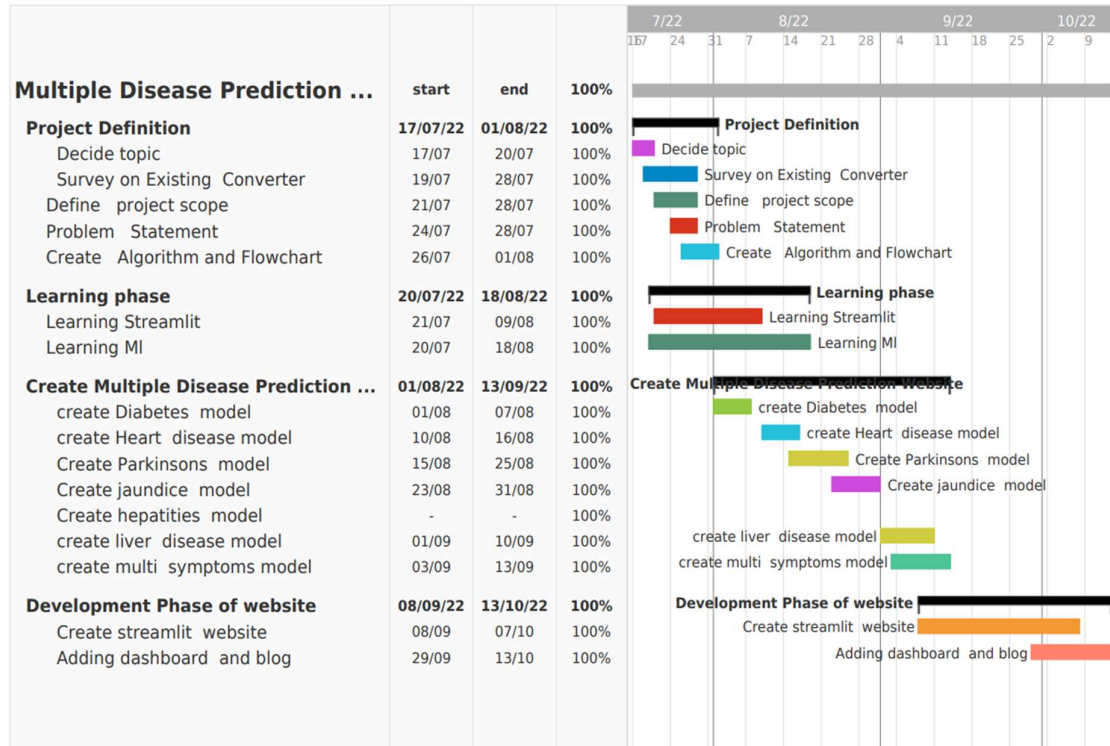 7/22 8/22 9/22 10/22
16 17 24 31 7 14 21 28 4 11 18 25 2 9
Multiple Disease Prediction ... start end 100%
Project Definition 17/07/22 01/08/22 100% Project Definition
Decide topic 17/07 20/07 100% Decide topic
Survey on Existing Converter 19/07 28/07 100% Survey on Existing Converter
Define project scope 21/07 28/07 100% Define project scope
Problem Statement 24/07 28/07 100% Problem Statement
Create Algorithm and Flowchart 26/07 01/08 100% Create Algorithm and Flowchart
Learning phase 20/07/22 18/08/22 100% Learning phase
Learning Streamlit 21/07 09/08 100% Learning Streamlit
Learning Ml 20/07 18/08 100% Learning Ml
Create Multiple Disease Prediction ... 01/08/22 13/09/22 100% Create Multiple Disease Prediction Website
create Diabetes model 01/08 07/08 100% create Diabetes model
create Heart disease model 10/08 16/08 100% create Heart disease model
Create Parkinsons model 15/08 25/08 100% Create Parkinsons model
Create jaundice model 23/08 31/08 100% Create jaundice model
Create hepatities model - - 100%
create liver disease model 01/09 10/09 100% create liver disease model
create multi symptoms model 03/09 13/09 100% create multi symptoms model
Development Phase of website 08/09/22 13/10/22 100% Development Phase of website
Create streamlit website 08/09 07/10 100% Create streamlit website
Adding dashboard and blog 29/09 13/10 100% Adding dashboard and blog